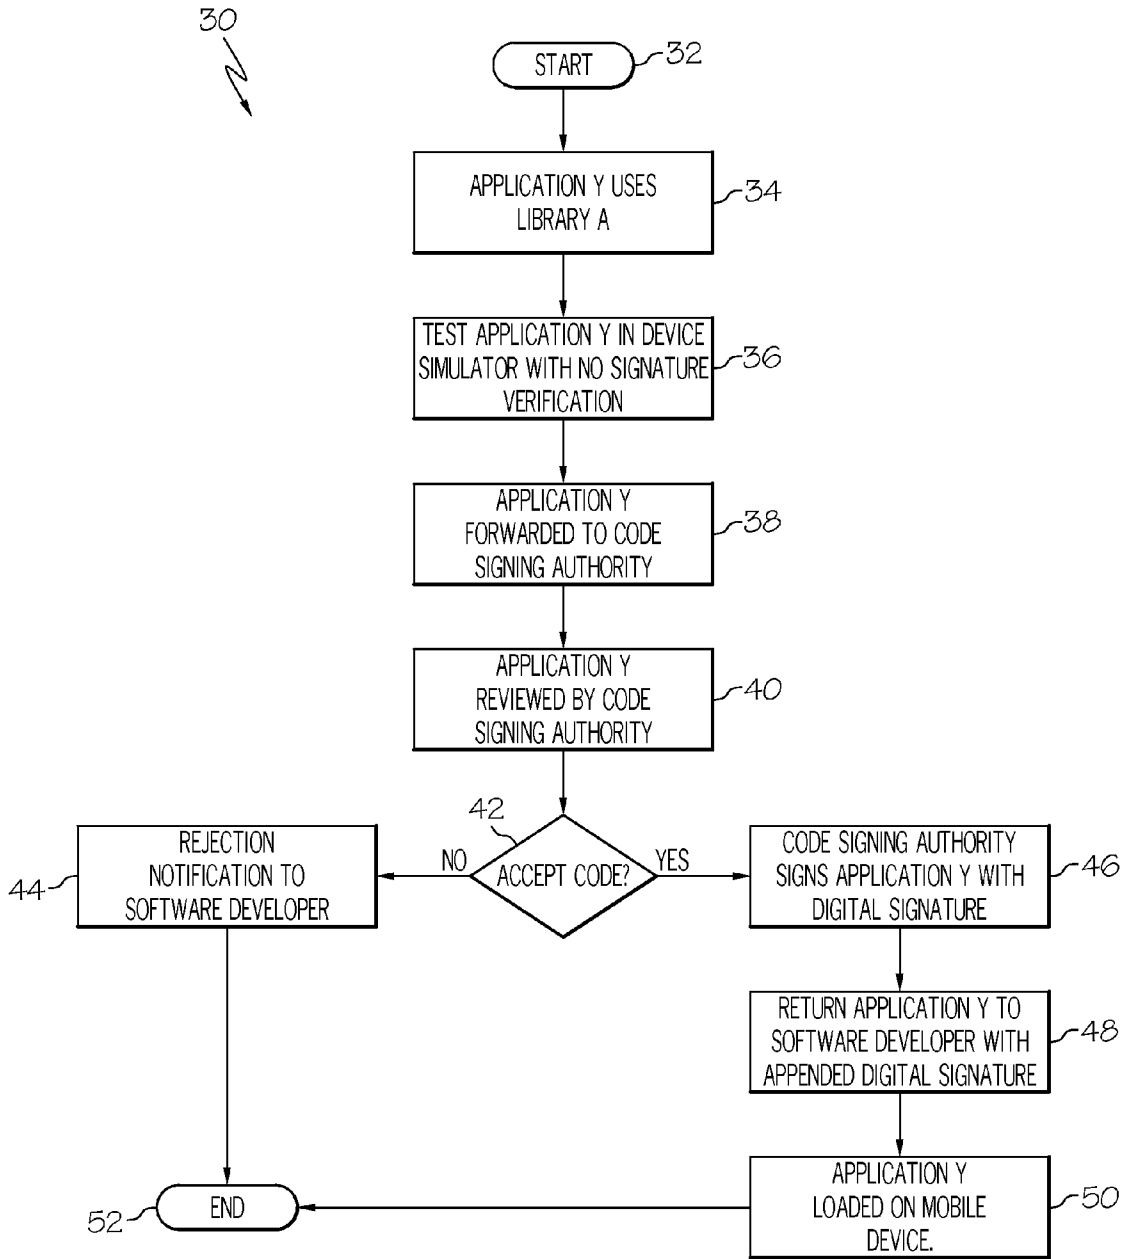 30
START
32
APPLICATION Y USES
LIBRARY A
34
TEST APPLICATION Y IN DEVICE
SIMULATOR WITH NO SIGNATURE
VERIFICATION
36
APPLICATION Y
FORWARDED TO CODE
SIGNING AUTHORITY
38
APPLICATION Y
REVIEWED BY CODE
SIGNING AUTHORITY
40
42
ACCEPT CODE?
NO
YES
REJECTION
NOTIFICATION TO
SOFTWARE DEVELOPER
44
CODE SIGNING AUTHORITY
SIGNS APPLICATION Y WITH
DIGITAL SIGNATURE
46
RETURN APPLICATION Y TO
SOFTWARE DEVELOPER WITH
APPENDED DIGITAL SIGNATURE
48
APPLICATION Y
LOADED ON MOBILE
DEVICE.
50
END
52